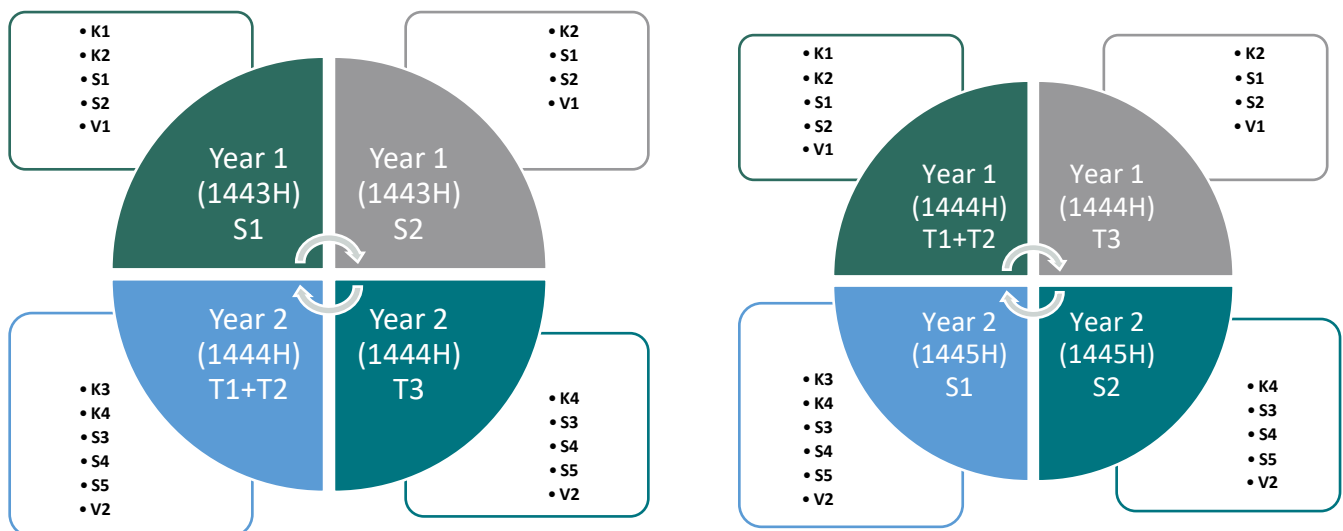 • K1
• K2
• S1
• S2
• V1
• K2
• S1
• S2
• V1
Year 1
(1443H)
S1
Year 1
(1443H)
S2
Year 2
(1444H)
T1+T2
Year 2
(1444H)
T3
• K3
• K4
• S3
• S4
• S5
• V2
• K4
• S3
• S4
• S5
• V2
• K1
• K2
• S1
• S2
• V1
• K2
• S1
• S2
• V1
Year 1
(1444H)
T1+T2
Year 1
(1444H)
T3
Year 2
(1445H)
S1
Year 2
(1445H)
S2
• K3
• K4
• S3
• S4
• S5
• V2
• K4
• S3
• S4
• S5
• V2